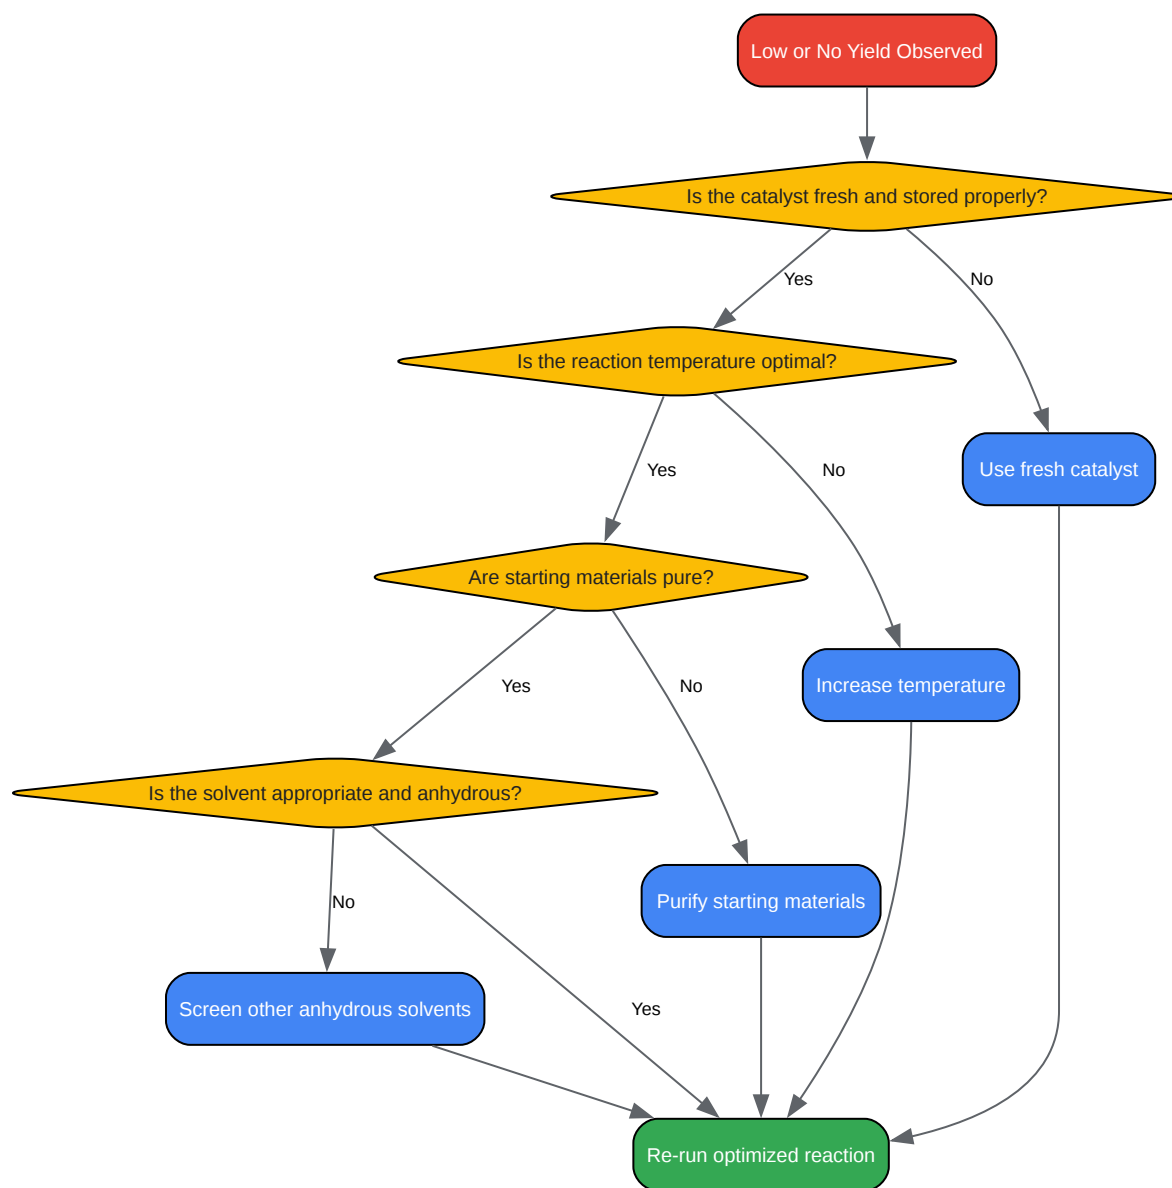 Low or No Yield Observed
Is the catalyst fresh and stored properly?
Yes
No
Is the reaction temperature optimal?
Use fresh catalyst
Yes
No
Are starting materials pure?
Increase temperature
Yes
No
Is the solvent appropriate and anhydrous?
Purify starting materials
No
Yes
Screen other anhydrous solvents
Re-run optimized reaction